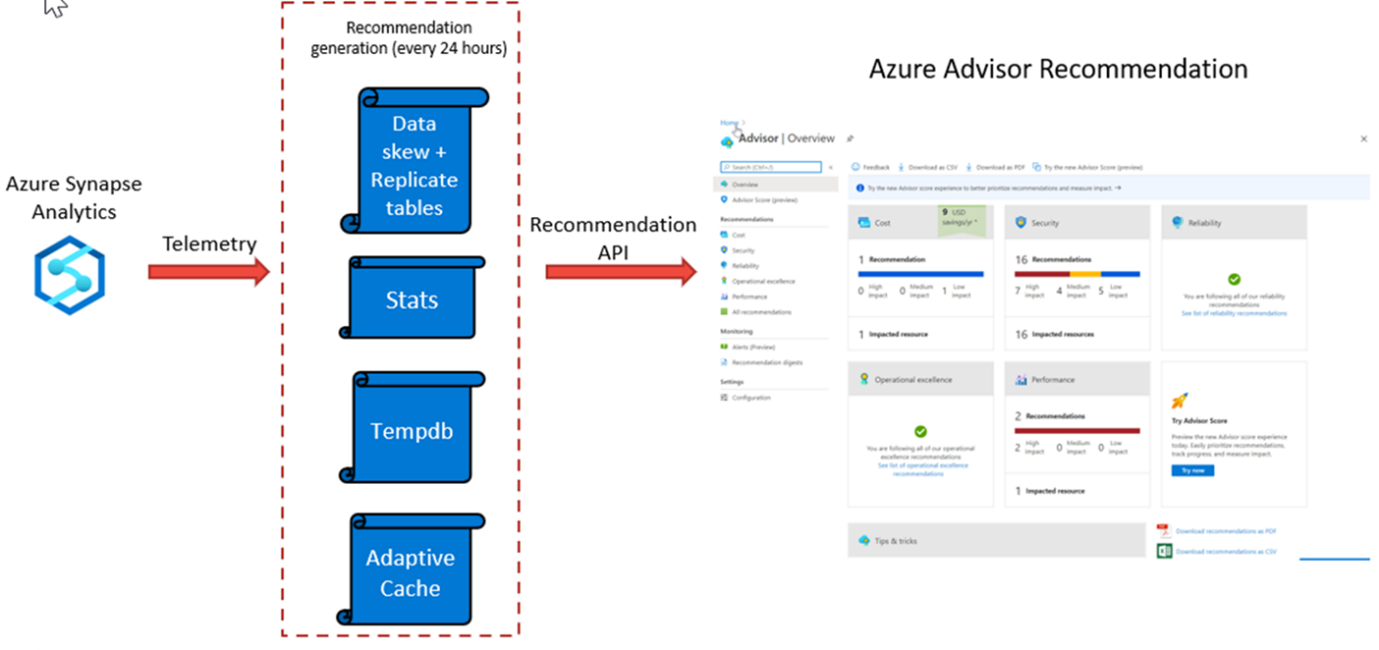 Recommendation
generation (every 24 hours)
Data
skew +
Replicate
tables
Stats
Tempdb
Adaptive
Cache
Azure Synapse
Analytics
Telemetry
Recommendation
API
Azure Advisor Recommendation
Home >
Advisor | Overview
Search (Ctrl+/)
Overview
Advisor Score (preview)
Recommendations
Cost
Security
Reliability
Operational excellence
Performance
All recommendations
Monitoring
Alerts (Preview)
Recommendation digests
Settings
Configuration
Feedback
Download as CSV
Download as PDF
Try the new Advisor Score (preview)
Try the new Advisor score experience to better prioritize recommendations and measure impact. →
Cost
9 USD
savings/yr *
1 Recommendation
0 High impact 0 Medium impact 1 Low impact
1 Impacted resource
Security
16 Recommendations
7 High impact 4 Medium impact 5 Low impact
16 Impacted resources
Reliability
You are following all of our reliability
recommendations
See list of reliability recommendations
Operational excellence
You are following all of our operational
excellence recommendations
See list of operational excellence
recommendations
Performance
2 Recommendations
2 High impact 0 Medium impact 0 Low impact
1 Impacted resource
Try Advisor Score
Preview the new Advisor score experience
today. Easily prioritize recommendations,
track progress, and measure impact.
Try now
Tips & tricks
Download recommendations as PDF
Download recommendations as CSV